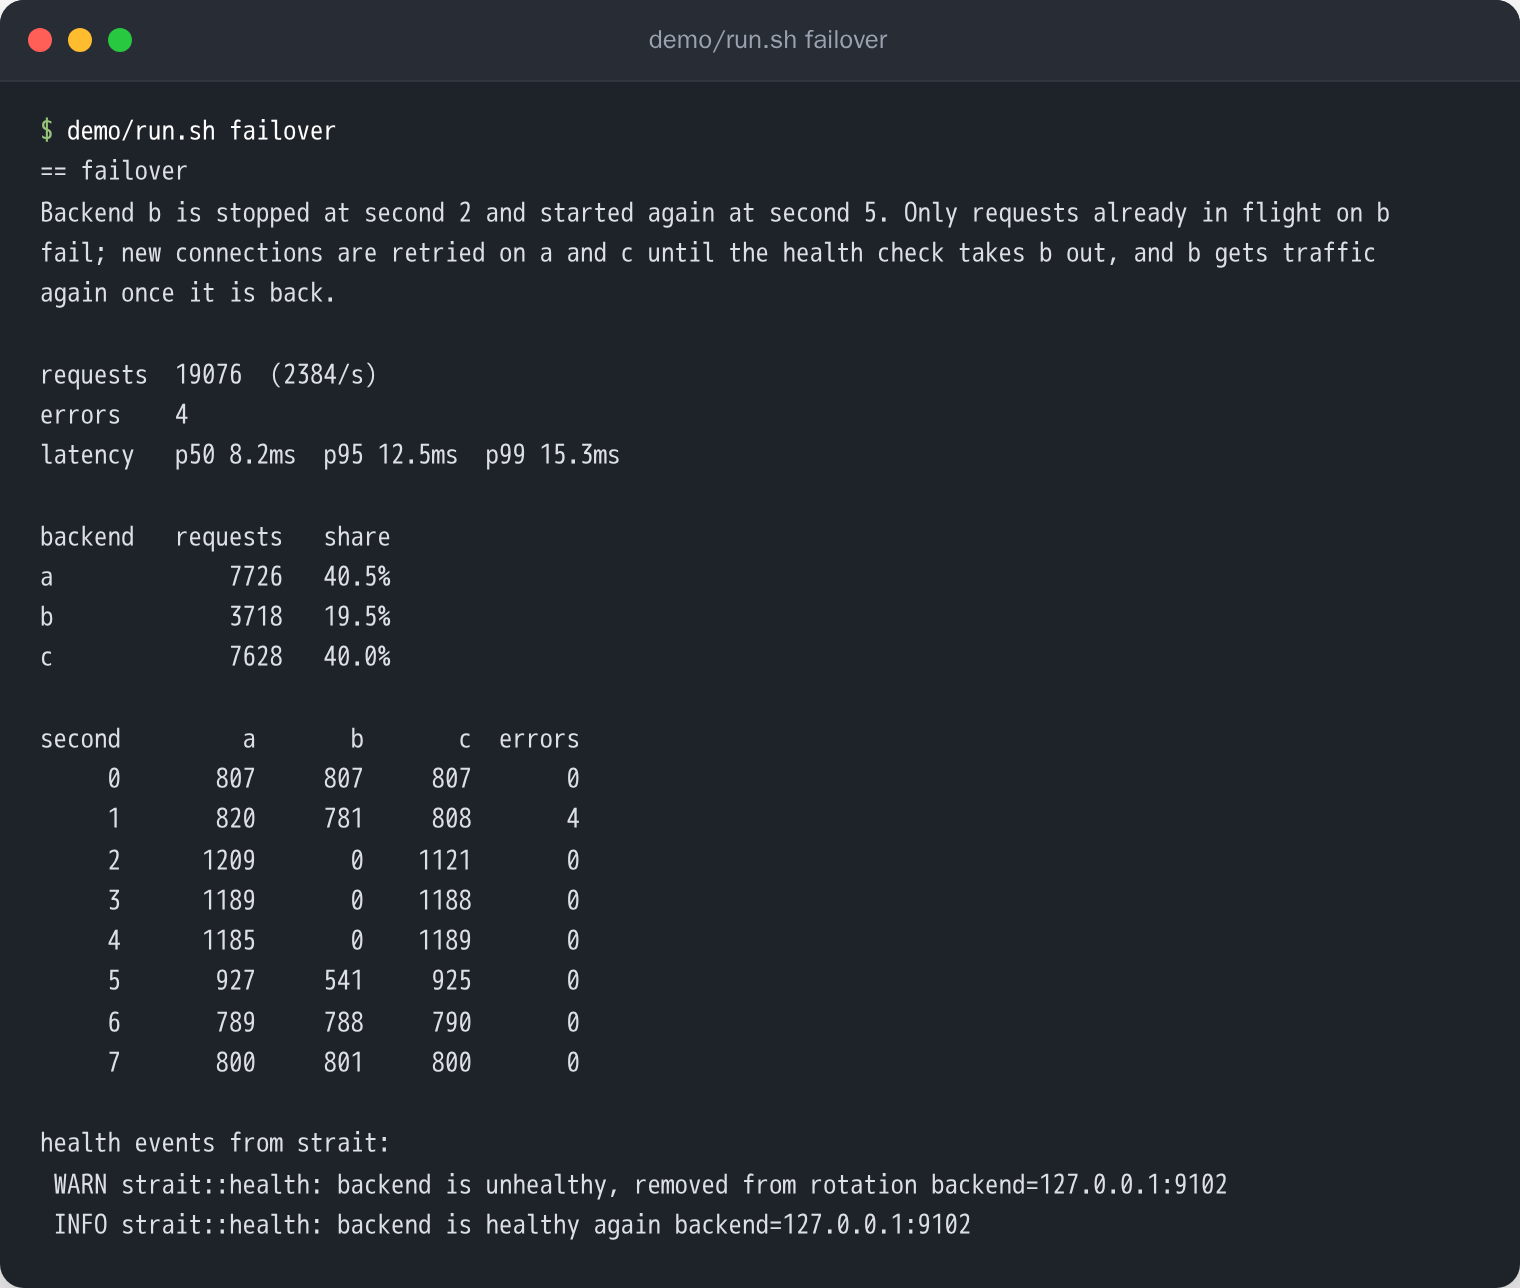 demo/run.sh failover
$ demo/run.sh failover
== failover
Backend b is stopped at second 2 and started again at second 5. Only requests already in flight on b
fail; new connections are retried on a and c until the health check takes b out, and b gets traffic
again once it is back.
requests  19076  (2384/s)
errors    4
latency   p50 8.2ms  p95 12.5ms  p99 15.3ms
backend   requests   share
a             7726   40.5%
b             3718   19.5%
c             7628   40.0%
second         a       b       c  errors
     0       807     807     807       0
     1       820     781     808       4
     2      1209       0    1121       0
     3      1189       0    1188       0
     4      1185       0    1189       0
     5       927     541     925       0
     6       789     788     790       0
     7       800     801     800       0
health events from strait:
 WARN strait::health: backend is unhealthy, removed from rotation backend=127.0.0.1:9102
 INFO strait::health: backend is healthy again backend=127.0.0.1:9102